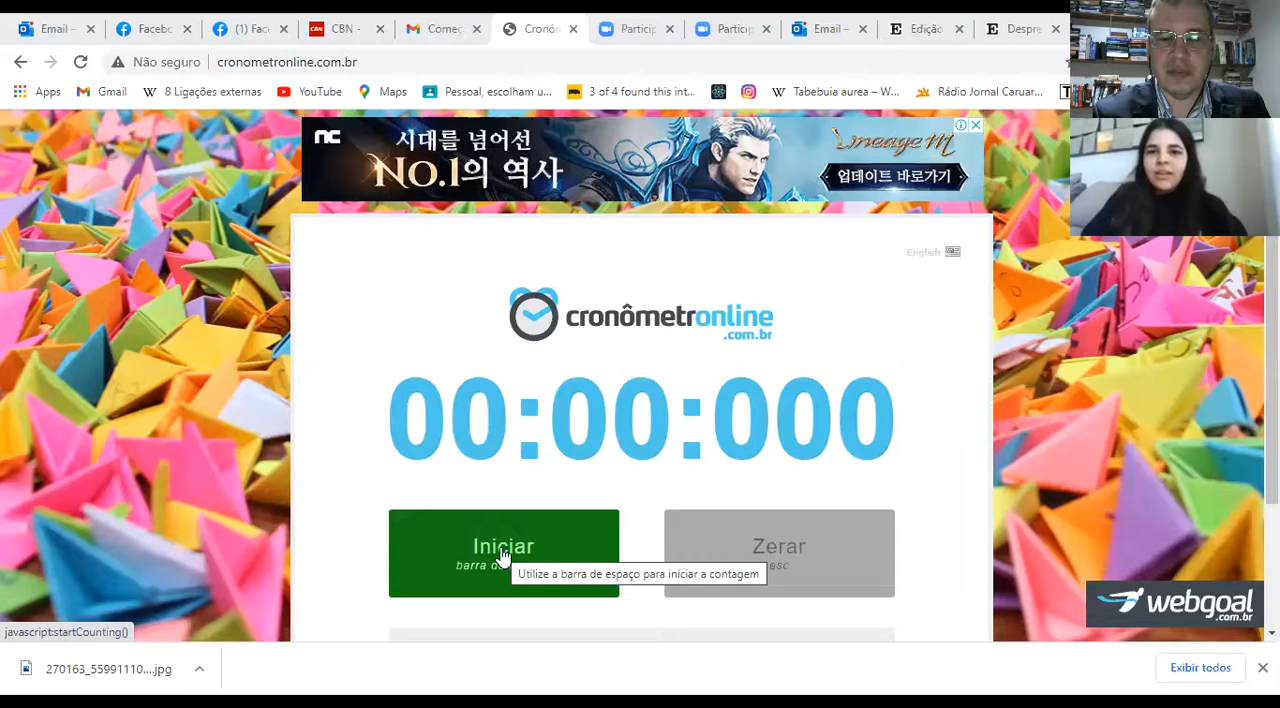 Email –
Facebo
(1) Fac
CBN -
Começ
Cronô
Particip
Particip
Email –
Edição
Despre
Não seguro
cronometronline.com.br
Apps
Gmail
8 Ligações externas
YouTube
Maps
Pessoal, escolham u...
3 of 4 found this int...
Tabebuia aurea – W...
Rádio Jornal Caruar...
NC
시대를 넘어선
No.1의 역사
Lineage M
업데이트 바로가기
English
cronômetronline
.com.br
00:00:000
Iniciar
Zerar
barra d
asc
Utilize a barra de espaço para iniciar a contagem
webgoal
.com.br
javascript:startCounting()
270163_55991110....jpg
Exibir todos